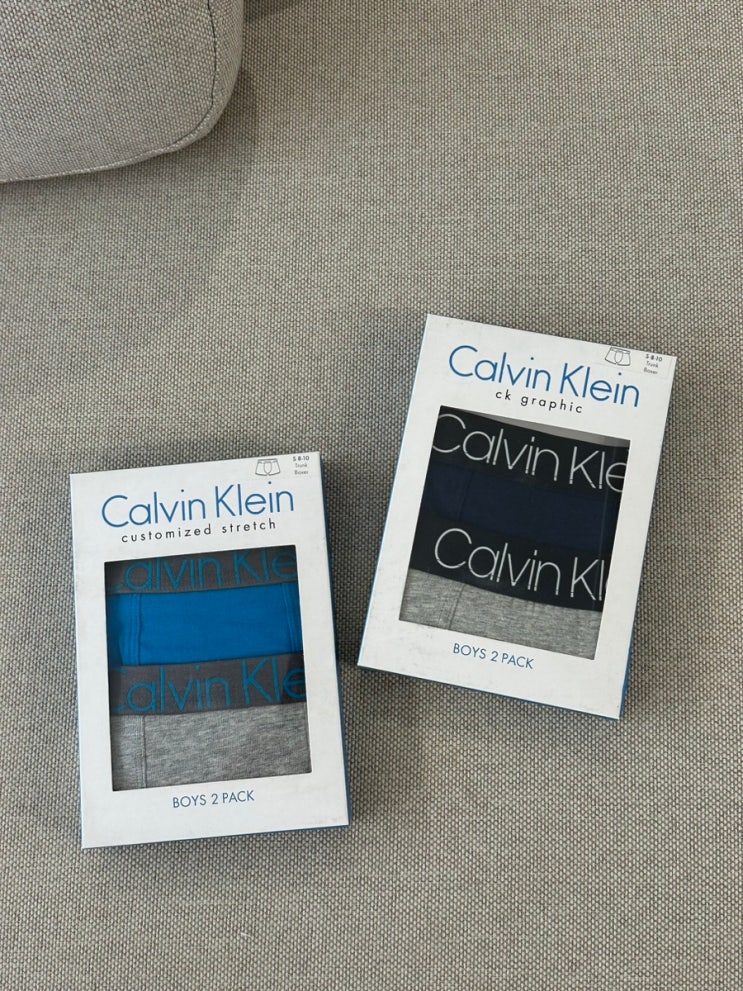 S 8-10
Trunk
Boxer
Calvin Klein
customized stretch
Calvin Kle
Calvin Kle
BOYS 2 PACK
S 8-10
Trunk
Boxer
Calvin Klein
ck graphic
Calvin Kle
Calvin Kl
BOYS 2 PACK